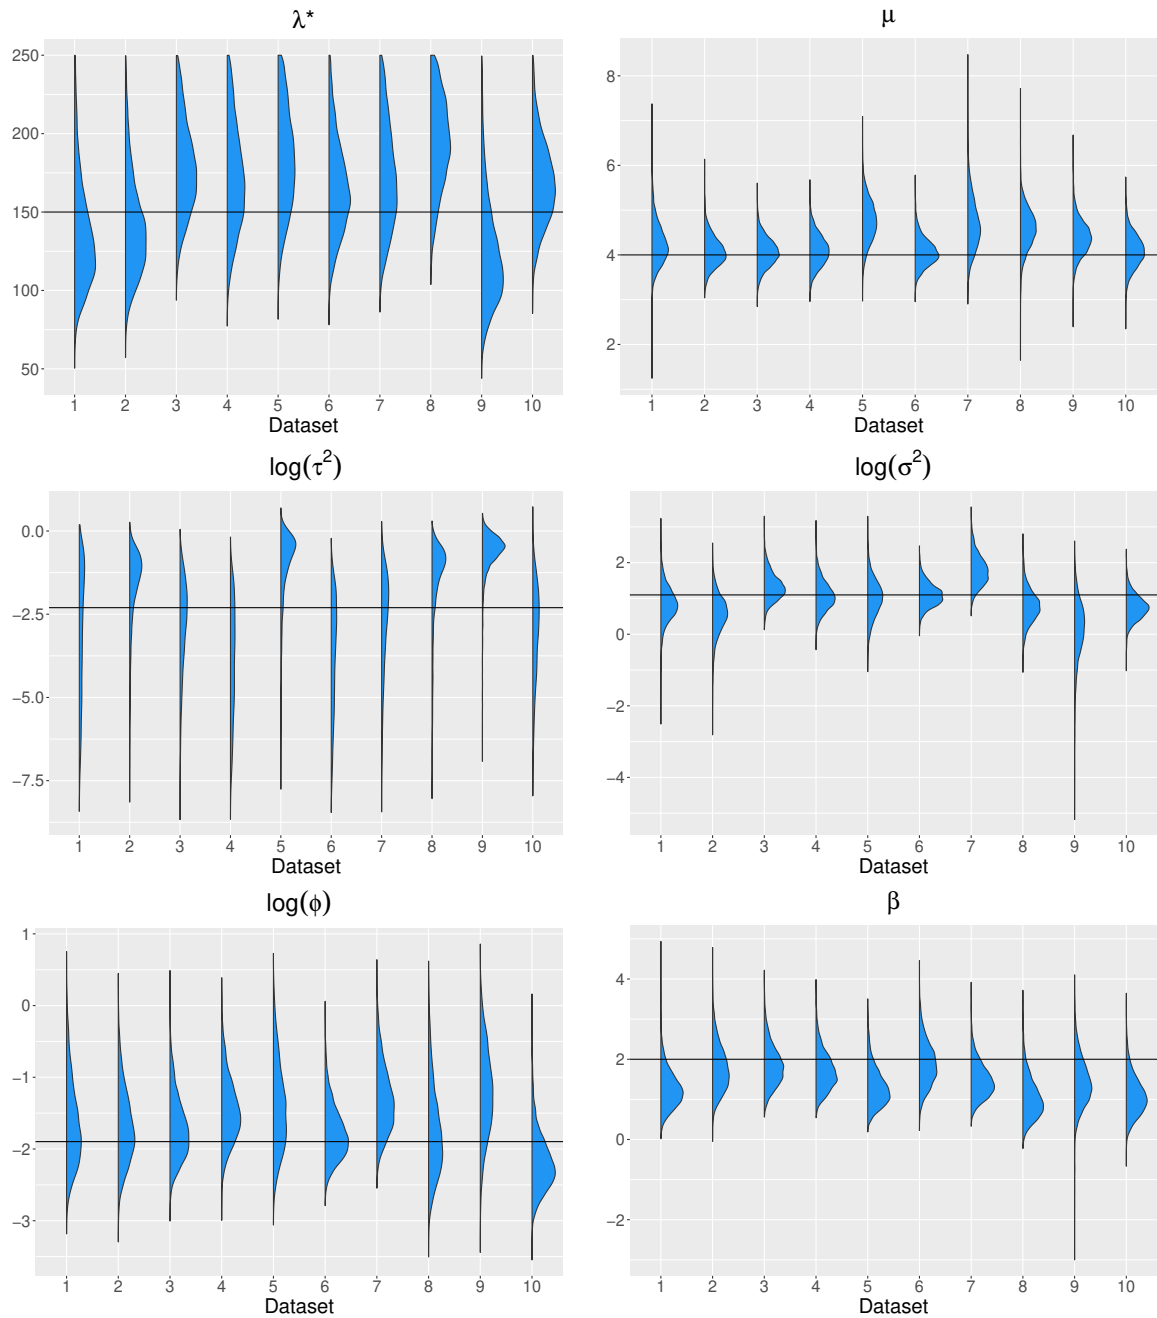 λ*
250
200
150
100
50
1 2 3 4 5 6 7 8 9 10
Dataset
μ
8
6
4
2
1 2 3 4 5 6 7 8 9 10
Dataset
log(τ²)
0.0
−2.5
−5.0
−7.5
1 2 3 4 5 6 7 8 9 10
Dataset
log(σ²)
2
0
−2
−4
1 2 3 4 5 6 7 8 9 10
Dataset
log(ϕ)
1
0
−1
−2
−3
1 2 3 4 5 6 7 8 9 10
Dataset
β
4
2
0
−2
1 2 3 4 5 6 7 8 9 10
Dataset